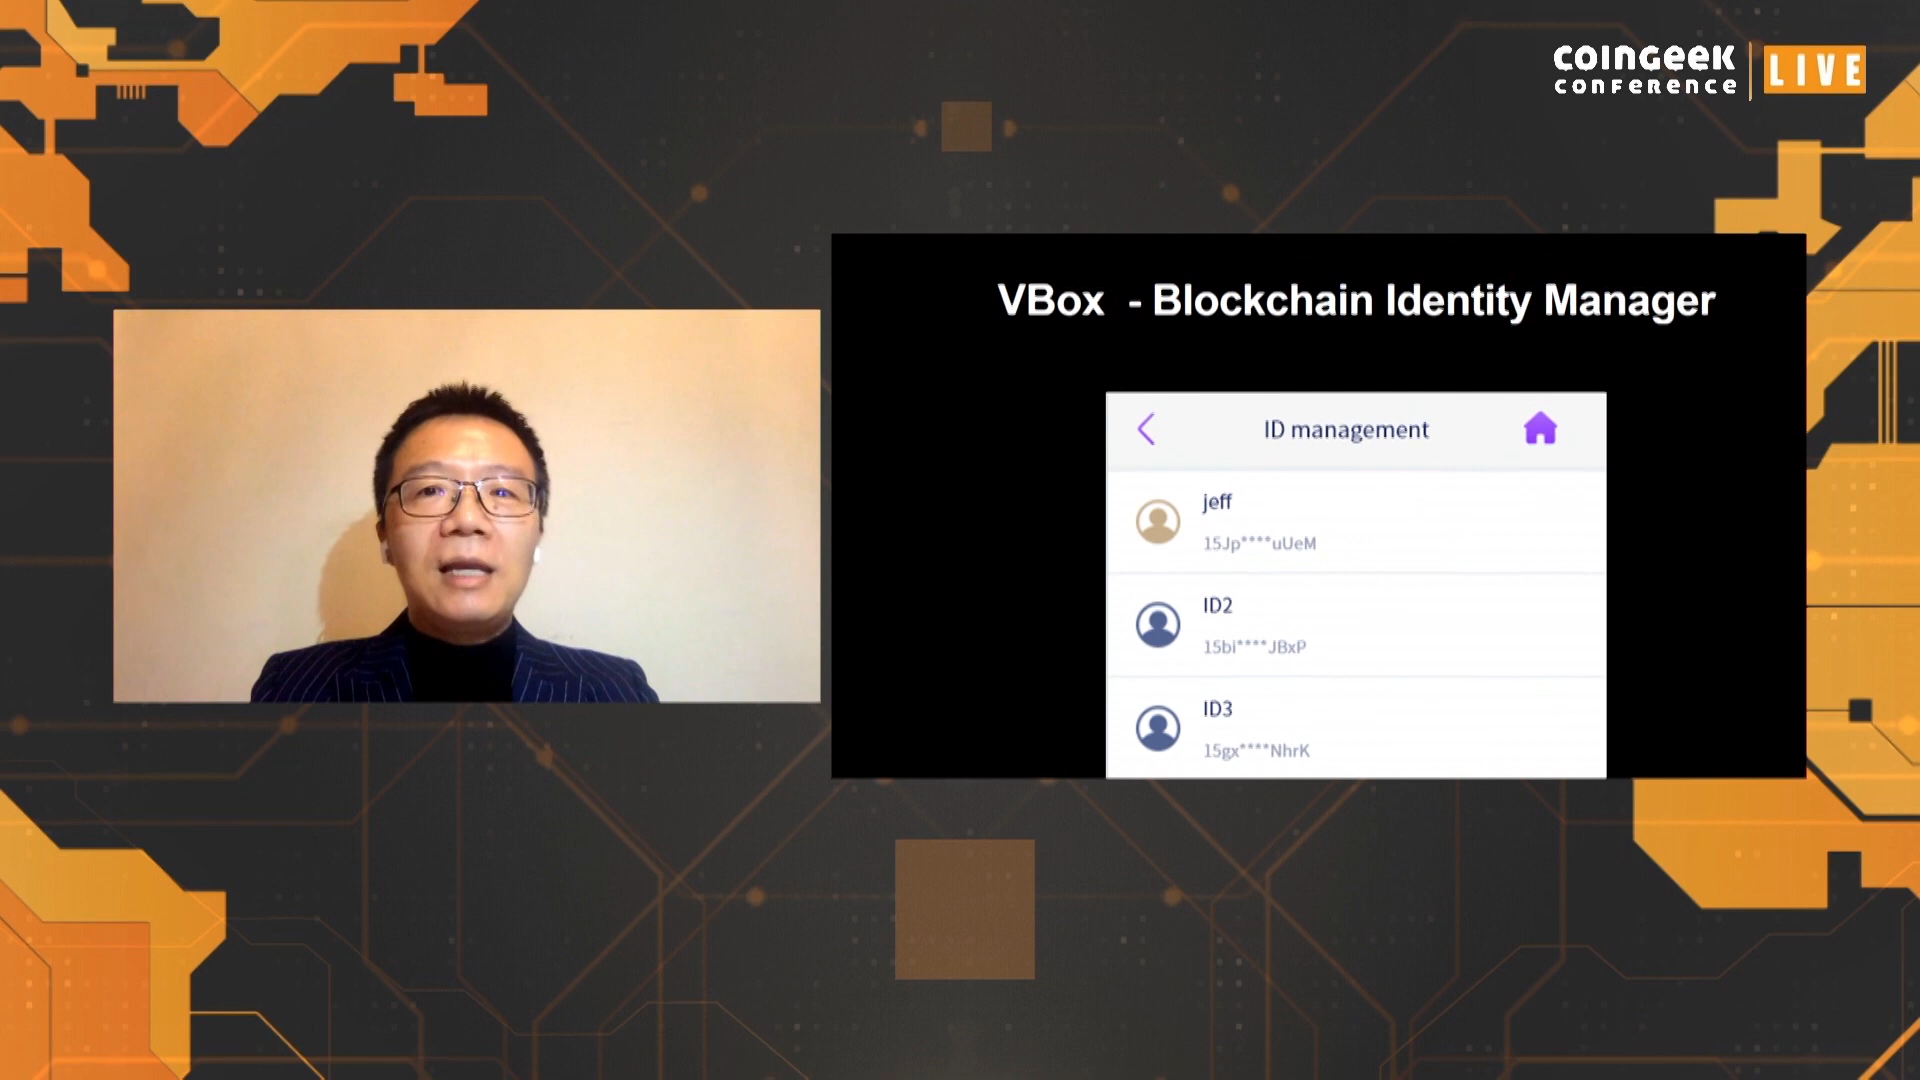 COINGEEK
CONFERENCE
LIVE
VBox - Blockchain Identity Manager
ID management
jeff
15Jp****uUeM
ID2
15bi****JBxP
ID3
15gx****NhrK